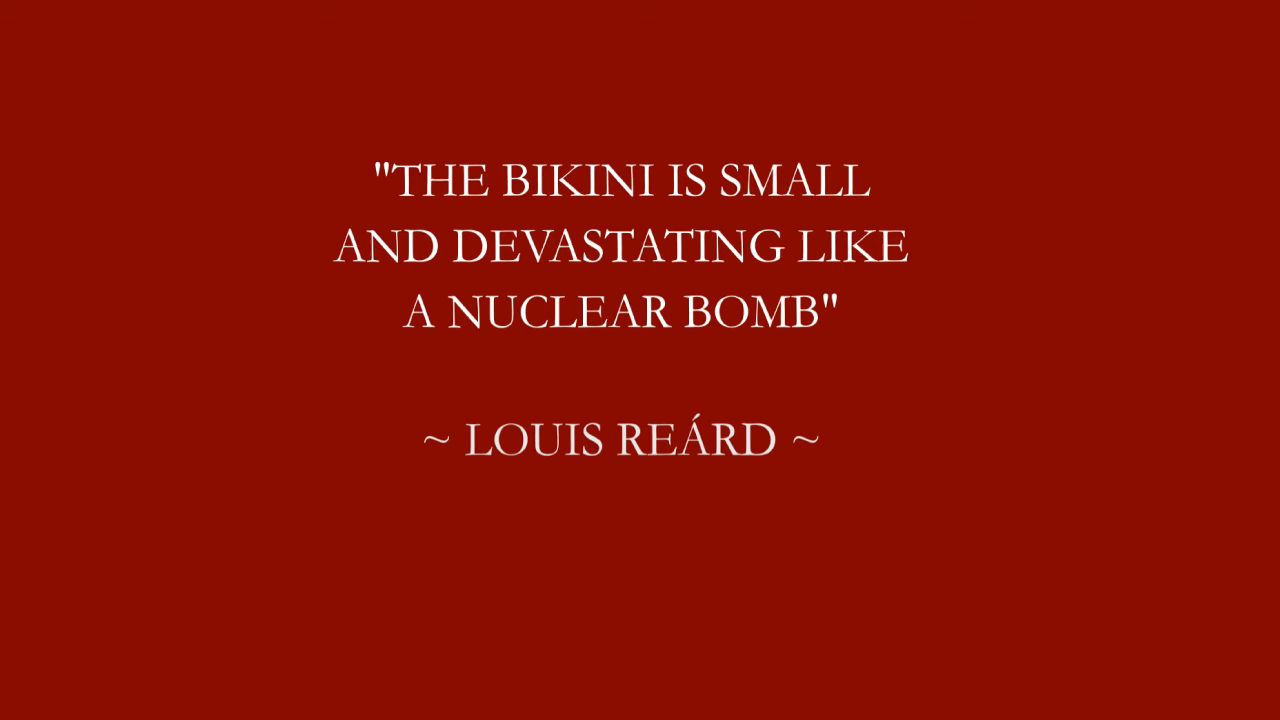 "THE BIKINI IS SMALL
AND DEVASTATING LIKE
A NUCLEAR BOMB"
~ LOUIS REÁRD ~